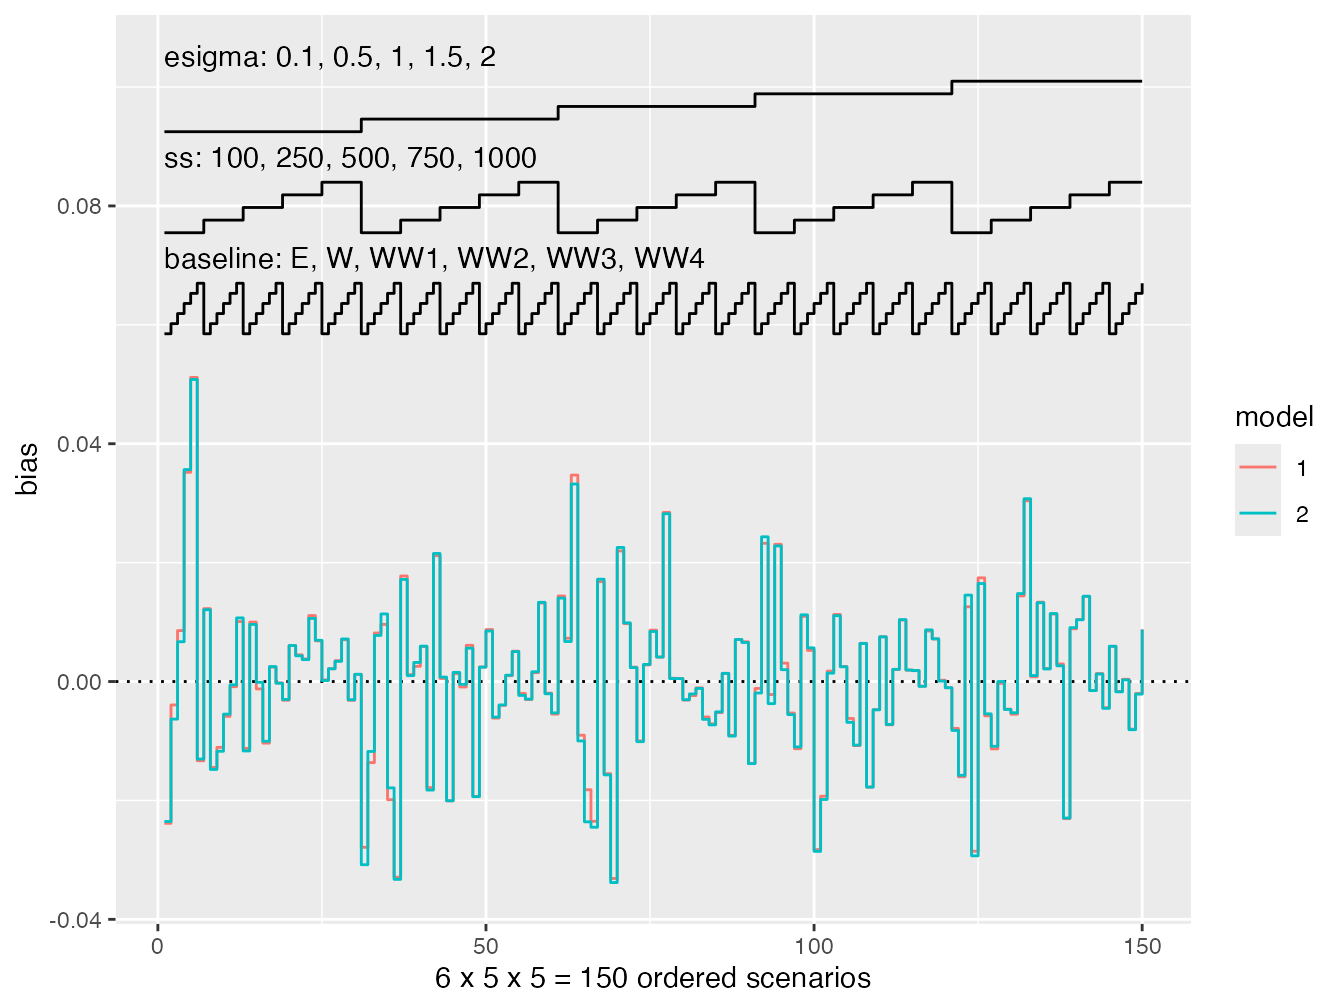 esigma: 0.1, 0.5, 1, 1.5, 2
ss: 100, 250, 500, 750, 1000
baseline: E, W, WW1, WW2, WW3, WW4
0.08
0.04
0.00
-0.04
bias
0
50
100
150
6 x 5 x 5 = 150 ordered scenarios
model
1
2